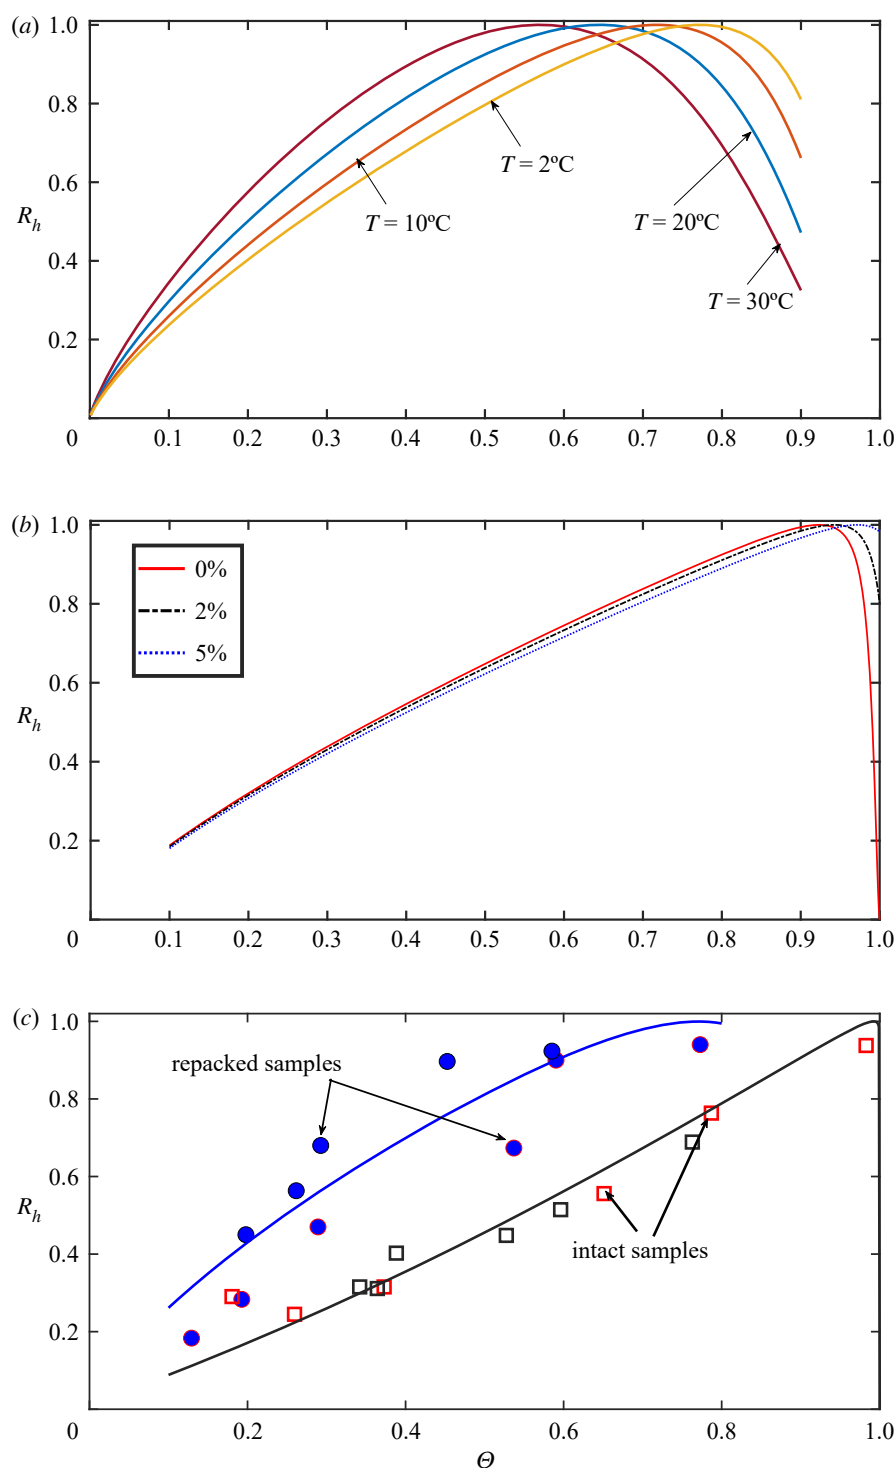 (a)
1.0
0.8
0.6
0.4
0.2
0
R_h
T = 2ºC
T = 10ºC
T = 20ºC
T = 30ºC
0.1 0.2 0.3 0.4 0.5 0.6 0.7 0.8 0.9 1.0
(b)
1.0
0.8
0.6
0.4
0.2
0
R_h
0%
2%
5%
0.1 0.2 0.3 0.4 0.5 0.6 0.7 0.8 0.9 1.0
(c)
1.0
0.8
0.6
0.4
0.2
0
R_h
repacked samples
intact samples
0.2 0.4 0.6 0.8 1.0
Θ